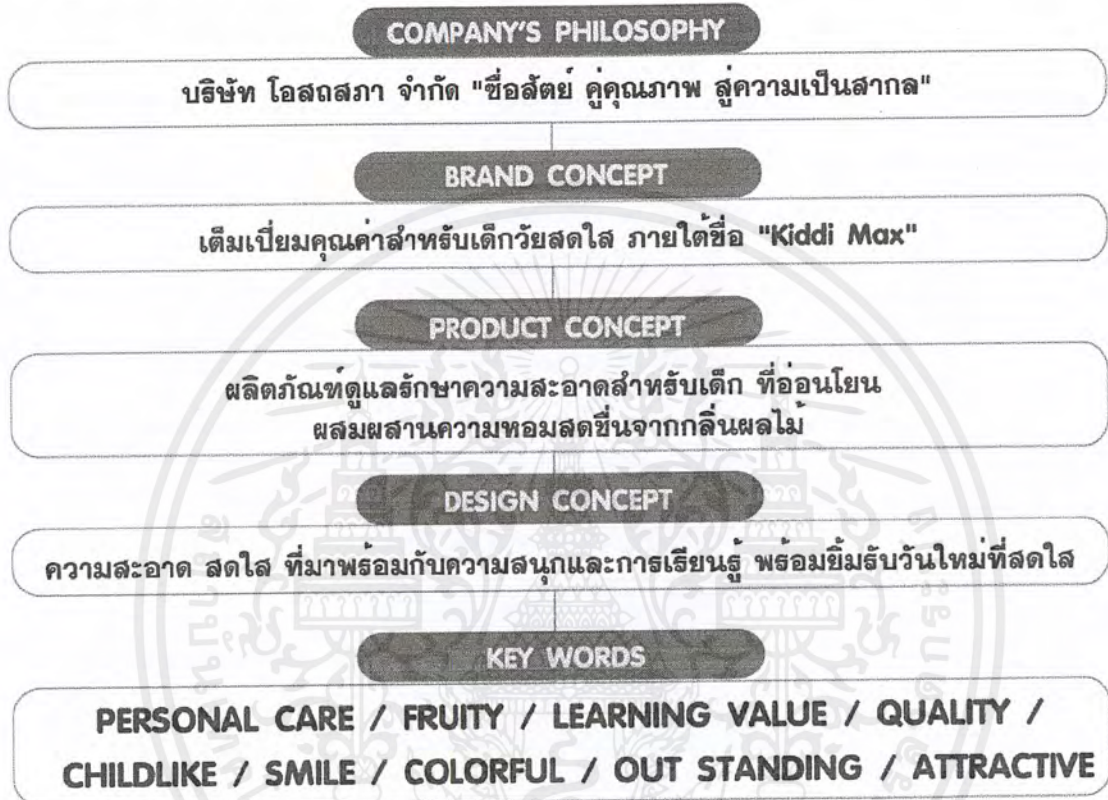 COMPANY'S PHILOSOPHY
บริษัท โอสถสภา จำกัด "ซื่อสัตย์ คู่คุณภาพ สู่ความเป็นสากล"
BRAND CONCEPT
เต็มเปี่ยมคุณค่าสำหรับเด็กวัยสดใส ภายใต้ชื่อ "Kiddi Max"
PRODUCT CONCEPT
ผลิตภัณฑ์ดูแลรักษาความสะอาดสำหรับเด็ก ที่อ่อนโยน
ผสมผสานความหอมสดชื่นจากกลิ่นผลไม้
DESIGN CONCEPT
ความสะอาด สดใส ที่มาพร้อมกับความสนุกและการเรียนรู้ พร้อมยิ้มรับวันใหม่ที่สดใส
KEY WORDS
PERSONAL CARE / FRUITY / LEARNING VALUE / QUALITY /
CHILDLIKE / SMILE / COLORFUL / OUT STANDING / ATTRACTIVE